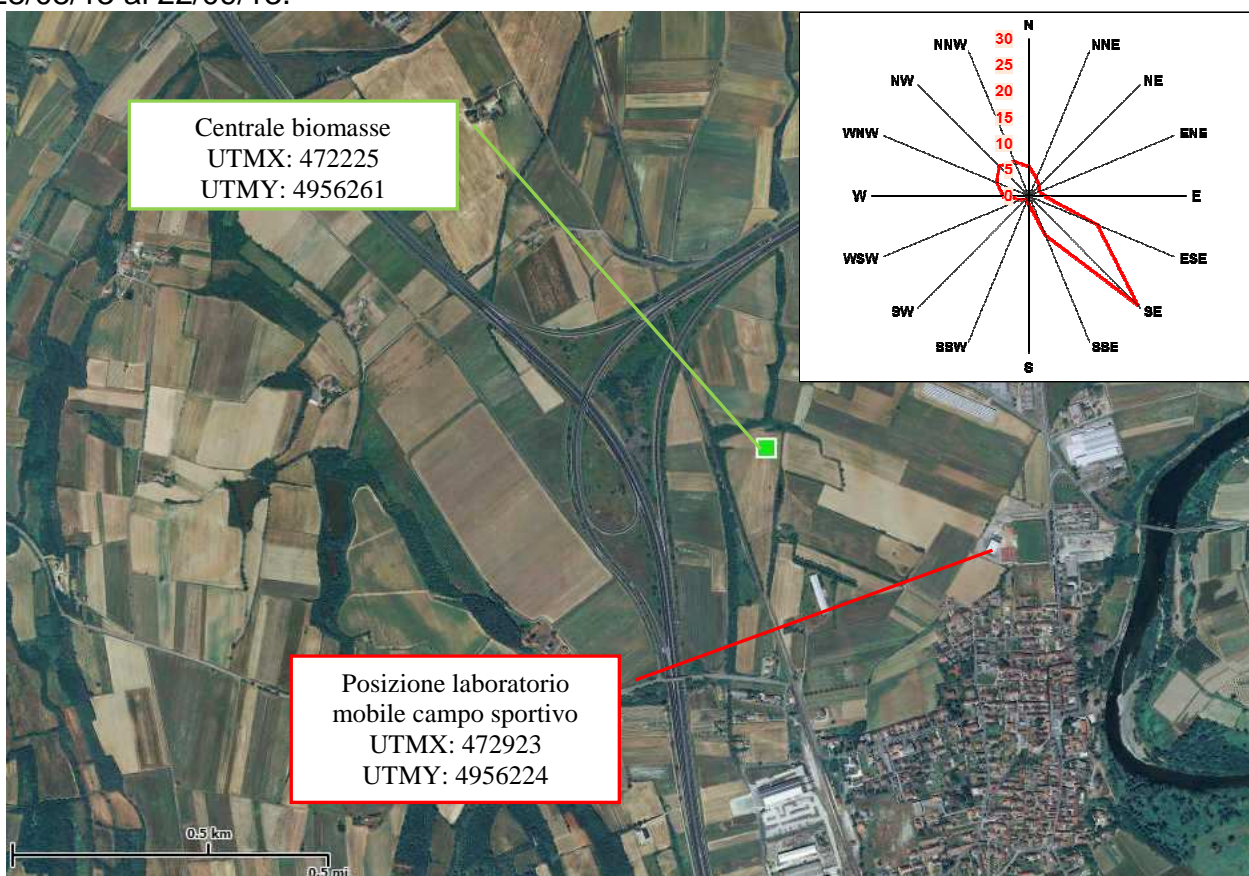 N
NNW
NNE
NW
NE
WNW
ENE
W
E
WSW
ESE
SW
SE
SSW
SSE
S
30
25
20
15
10
5
0
Centrale biomasse
UTMX: 472225
UTMY: 4956261
Posizione laboratorio
mobile campo sportivo
UTMX: 472923
UTMY: 4956224
0.5 km
0.5 mi